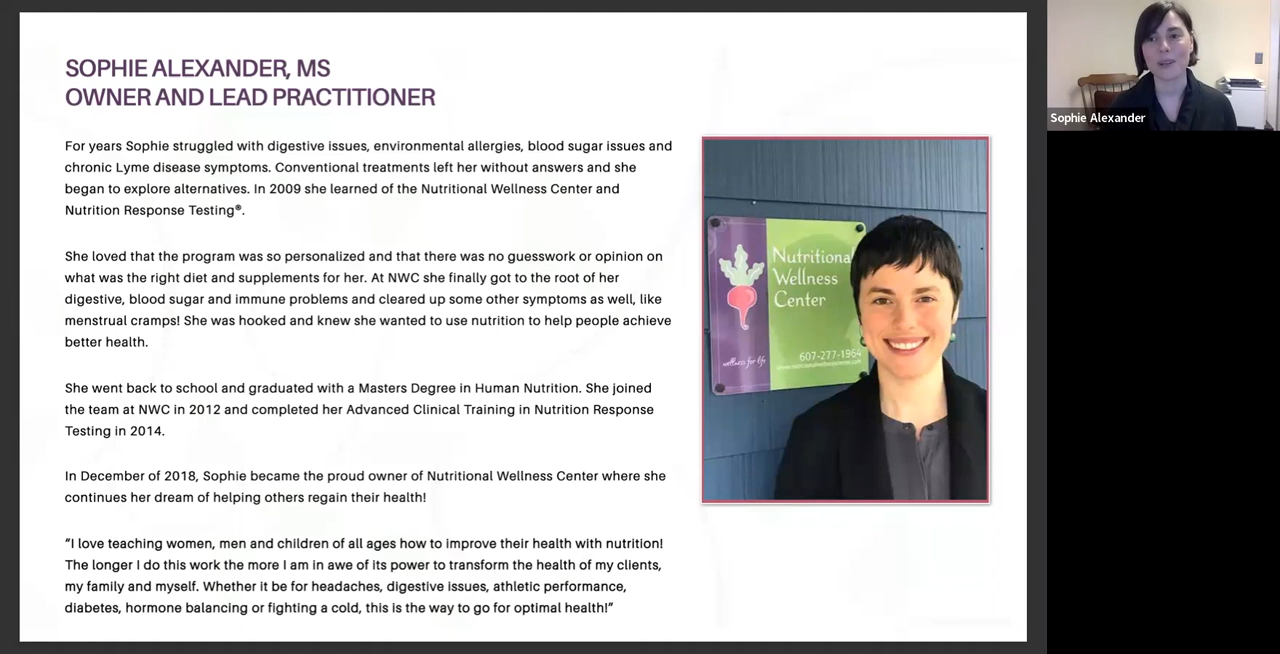 SOPHIE ALEXANDER, MS
OWNER AND LEAD PRACTITIONER
For years Sophie struggled with digestive issues, environmental allergies, blood sugar issues and
chronic Lyme disease symptoms. Conventional treatments left her without answers and she
began to explore alternatives. In 2009 she learned of the Nutritional Wellness Center and
Nutrition Response Testing®.
She loved that the program was so personalized and that there was no guesswork or opinion on
what was the right diet and supplements for her. At NWC she finally got to the root of her
digestive, blood sugar and immune problems and cleared up some other symptoms as well, like
menstrual cramps! She was hooked and knew she wanted to use nutrition to help people achieve
better health.
She went back to school and graduated with a Masters Degree in Human Nutrition. She joined
the team at NWC in 2012 and completed her Advanced Clinical Training in Nutrition Response
Testing in 2014.
In December of 2018, Sophie became the proud owner of Nutritional Wellness Center where she
continues her dream of helping others regain their health!
“I love teaching women, men and children of all ages how to improve their health with nutrition!
The longer I do this work the more I am in awe of its power to transform the health of my clients,
my family and myself. Whether it be for headaches, digestive issues, athletic performance,
diabetes, hormone balancing or fighting a cold, this is the way to go for optimal health!”
Nutritional
Wellness
Center
wellness for life
607-277-1964
Sophie Alexander